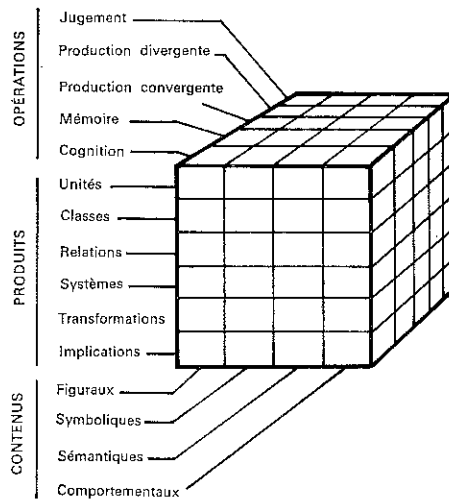 OPÉRATIONS
Jugement
Production divergente
Production convergente
Mémoire
Cognition
PRODUITS
Unités
Classes
Relations
Systèmes
Transformations
Implications
CONTENUS
Figuraux
Symboliques
Sémantiques
Comportementaux